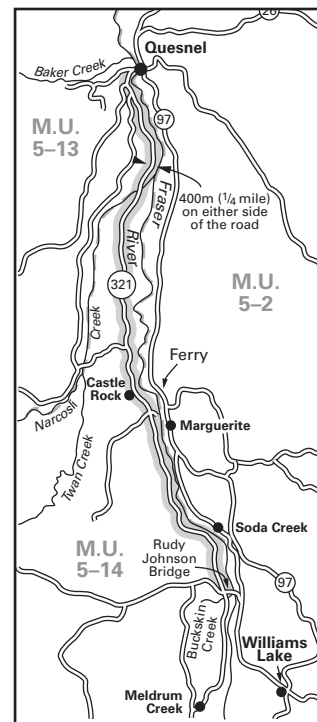 26
Quesnel
Baker Creek
97
M.U.
5–13
400m (1/4 mile)
on either side
of the road
Fraser
River
M.U.
5–2
321
Creek
Ferry
Castle
Rock
Narcosli
Marguerite
Twan Creek
Soda Creek
Rudy
Johnson
Bridge
M.U.
5–14
97
Buckskin
Creek
Williams
Lake
Meldrum
Creek